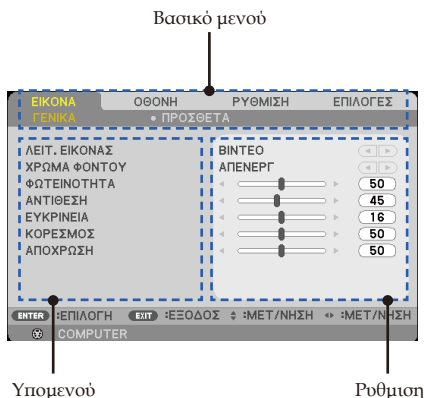 Βασικό μενού
ΕΙΚΟΝΑ ΟΘΟΝΗ ΡΥΘΜΙΣΗ ΕΠΙΛΟΓΕΣ
ΓΕΝΙΚΑ • ΠΡΟΣΘΕΤΑ
ΛΕΙΤ. ΕΙΚΟΝΑΣ ΒΙΝΤΕΟ
ΧΡΩΜΑ ΦΟΝΤΟΥ ΑΠΕΝΕΡΓ
ΦΩΤΕΙΝΟΤΗΤΑ 50
ΑΝΤΙΘΕΣΗ 45
ΕΥΚΡΙΝΕΙΑ 16
ΚΟΡΕΣΜΟΣ 50
ΑΠΟΧΡΩΣΗ 50
ENTER :ΕΠΙΛΟΓΗ EXIT :ΕΞΟΔΟΣ :ΜΕΤ/ΝΗΣΗ :ΜΕΤ/ΝΗΣΗ
COMPUTER
Υπομενού Ρυθμιση